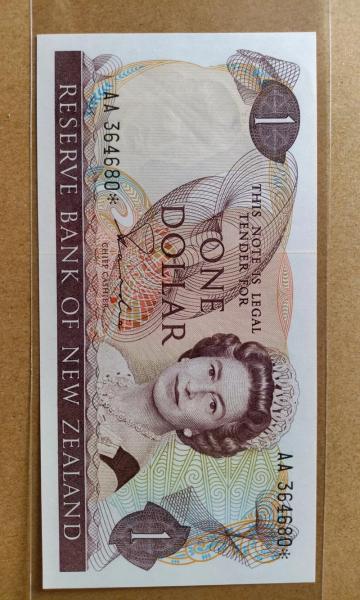 RESERVE BANK OF NEW ZEALAND
AA 364680*
1
THIS NOTE IS LEGAL
TENDER FOR
ONE
DOLLAR
CHIEF CASHIER
1
AA 364680*